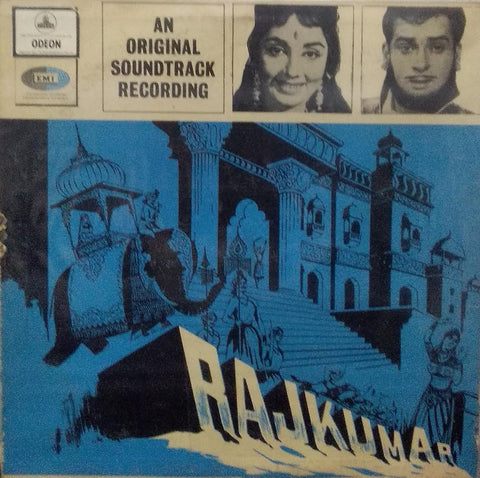 ODEON
EMI
AN
ORIGINAL
SOUNDTRACK
RECORDING
RAJKUMAR